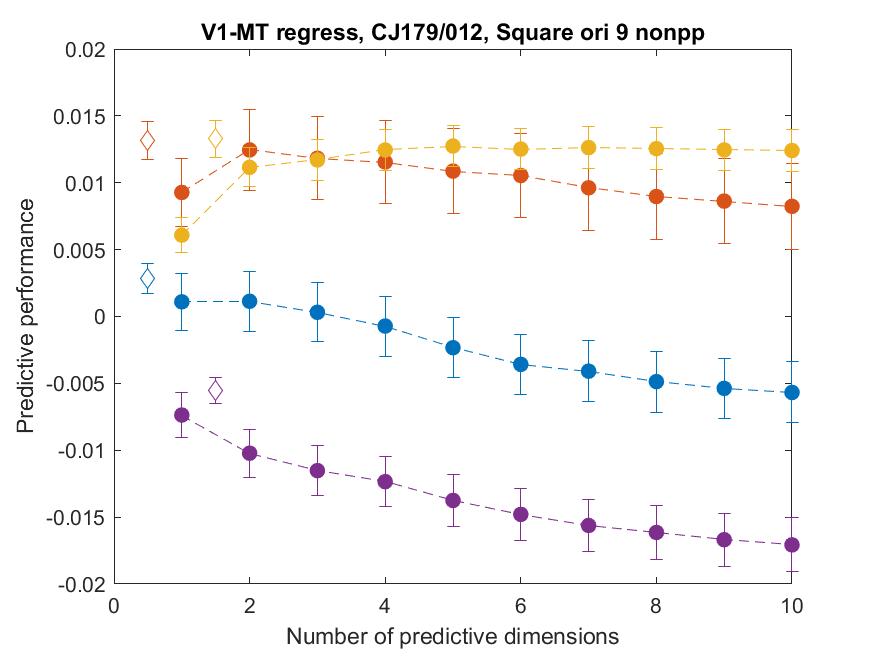 V1-MT regress, CJ179/012, Square ori 9 nonpp
0.02
0.015
0.01
0.005
0
-0.005
-0.01
-0.015
-0.02
Predictive performance
0 2 4 6 8 10
Number of predictive dimensions